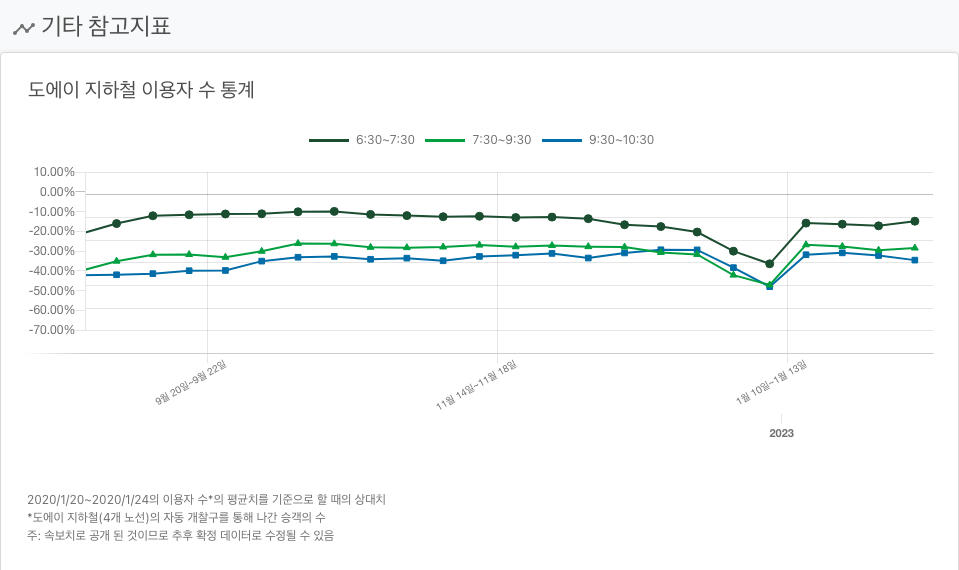 기타 참고지표
도에이 지하철 이용자 수 통계
6:30~7:30 7:30~9:30 9:30~10:30
10.00%
0.00%
-10.00%
-20.00%
-30.00%
-40.00%
-50.00%
-60.00%
-70.00%
9월 20일~9월 22일
11월 14일~11월 18일
1월 10일~1월 13일
2023
2020/1/20~2020/1/24의 이용자 수*의 평균치를 기준으로 할 때의 상대치
*도에이 지하철(4개 노선)의 자동 개찰구를 통해 나간 승객의 수
주: 속보치로 공개 된 것이므로 추후 확정 데이터로 수정될 수 있음